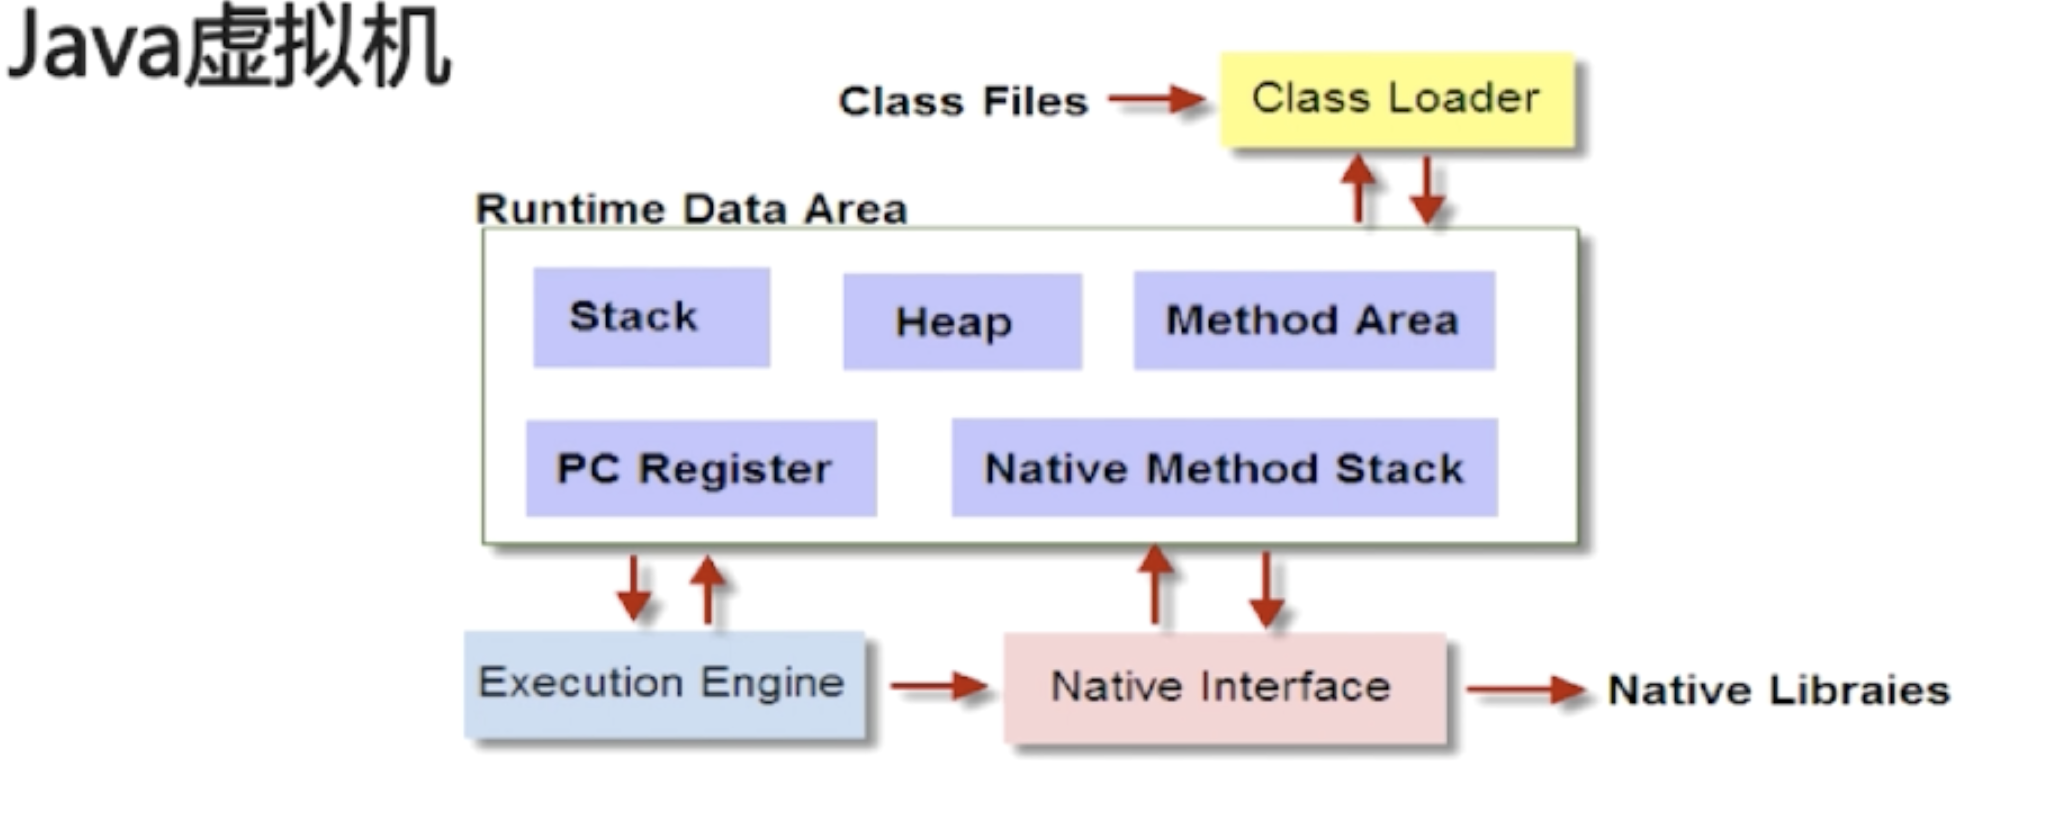 Java虚拟机
Class Files
Class Loader
Runtime Data Area
Stack
Heap
Method Area
PC Register
Native Method Stack
Execution Engine
Native Interface
Native Libraies